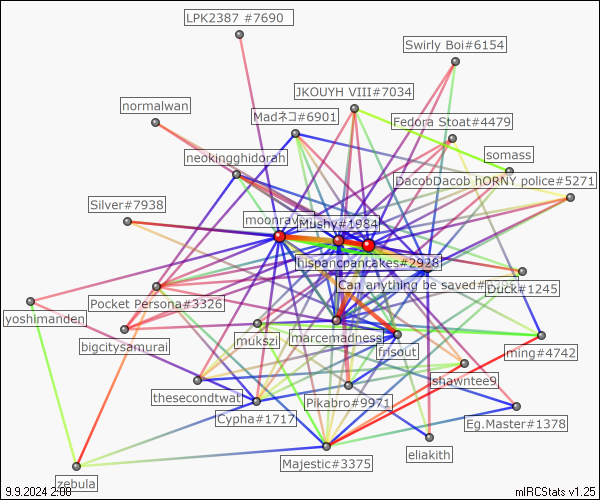 LPK2387 #7690
Swirly Boi#6154
JKOUYH VIII#7034
normalwan
Madネコ#6901
Fedora Stoat#4479
neokingghidorah
somass
DacobDacob hORNY police#5271
Silver#7938
Mushy#1984
hispancpancakes#2928
Can anything be saved#
Duck#1245
Pocket Persona#3326
yoshimanden
mukszi
marcemadness
frisout
ming#4742
bigcitysamurai
shawntee9
thesecondtwat
Pikabro#9971
Cypha#1717
Eg.Master#1378
eliakith
Majestic#3375
zebula
9.9.2024 2:00
mIRCStats v1.25